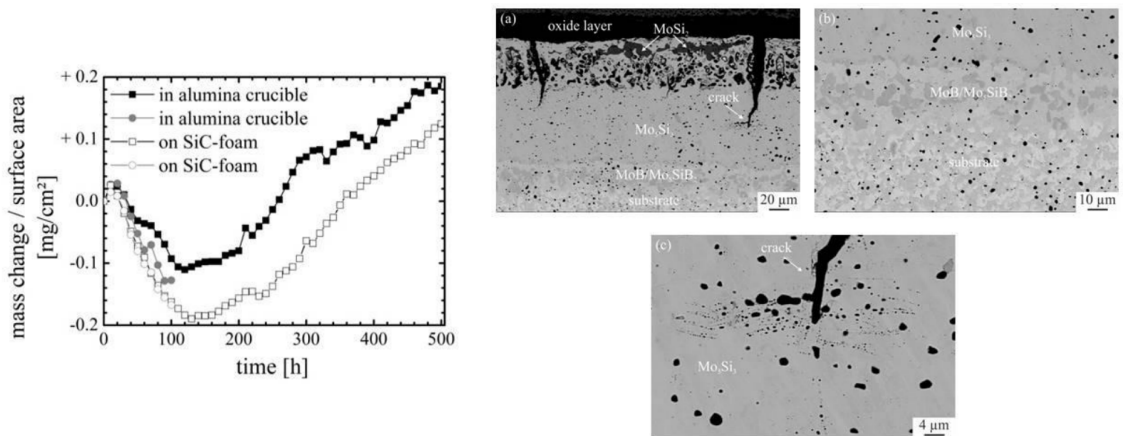 + 0.2
+ 0.1
0.0
-0.1
-0.2
mass change / surface area
[mg/cm²]
in alumina crucible
in alumina crucible
on SiC-foam
on SiC-foam
0 100 200 300 400 500
time [h]
(a)
oxide layer
MoSi₂
crack
Mo₅Si₃
MoB/Mo₅SiB₂
substrate
20 µm
(b)
Mo₅Si₃
MoB/Mo₅SiB₂
substrate
10 µm
(c)
crack
Mo₅Si₃
4 µm